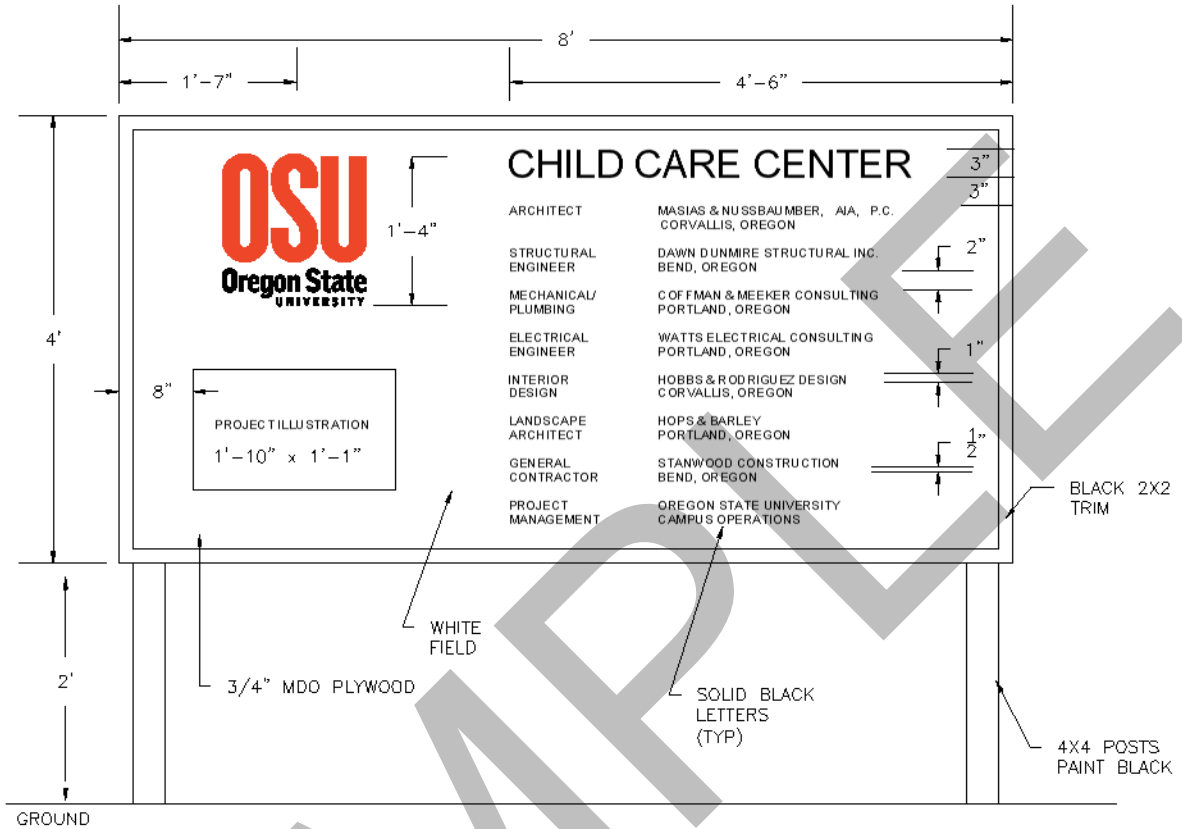 8'
1'-7"
4'-6"
OSU
Oregon State
UNIVERSITY
1'-4"
CHILD CARE CENTER
3"
3"
ARCHITECT MASIAS & NUSSBAUMBER, AIA, P.C.
CORVALLIS, OREGON
STRUCTURAL DAWN DUNMIRE STRUCTURAL INC.
ENGINEER BEND, OREGON
2"
MECHANICAL/ COFFMAN & MEEKER CONSULTING
PLUMBING PORTLAND, OREGON
4'
ELECTRICAL WATTS ELECTRICAL CONSULTING
ENGINEER PORTLAND, OREGON
1"
8"
INTERIOR HOBBS & RODRIGUEZ DESIGN
DESIGN CORVALLIS, OREGON
PROJECT ILLUSTRATION
1'-10" x 1'-1"
LANDSCAPE HOPS & BARLEY
ARCHITECT PORTLAND, OREGON
1/2"
GENERAL STANWOOD CONSTRUCTION
CONTRACTOR BEND, OREGON
PROJECT OREGON STATE UNIVERSITY
MANAGEMENT CAMPUS OPERATIONS
BLACK 2X2
TRIM
WHITE
FIELD
2'
3/4" MDO PLYWOOD
SOLID BLACK
LETTERS
(TYP)
4X4 POSTS
PAINT BLACK
GROUND
MPLE